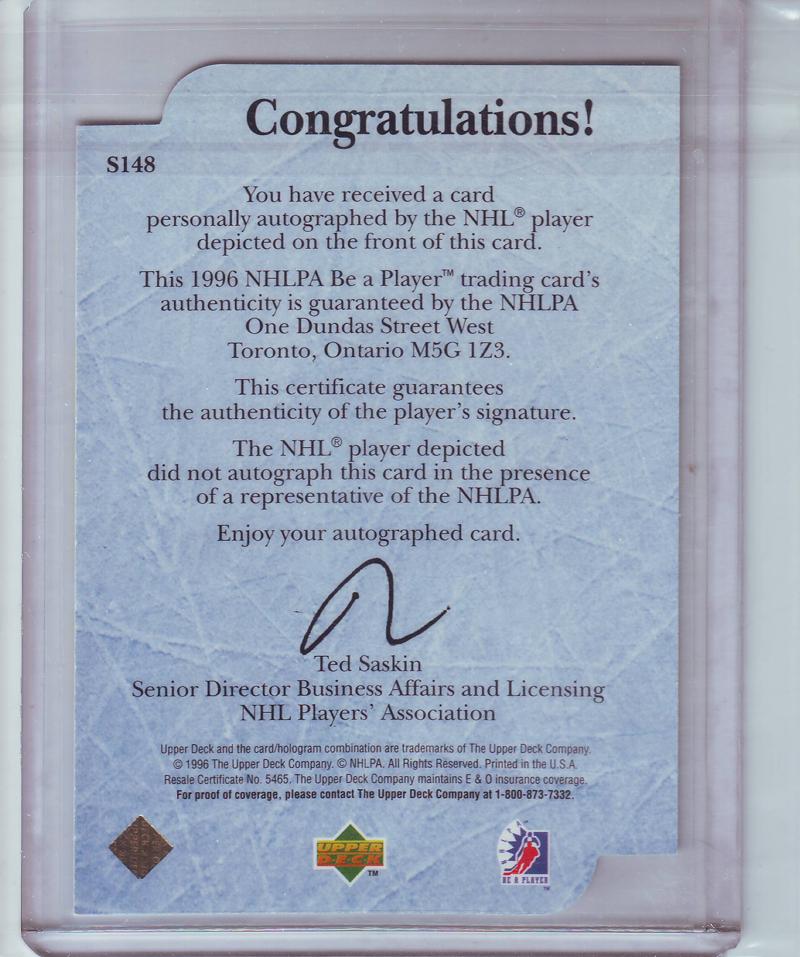 Congratulations!
S148
You have received a card
personally autographed by the NHL® player
depicted on the front of this card.
This 1996 NHLPA Be a Player™ trading card's
authenticity is guaranteed by the NHLPA
One Dundas Street West
Toronto, Ontario M5G 1Z3.
This certificate guarantees
the authenticity of the player's signature.
The NHL® player depicted
did not autograph this card in the presence
of a representative of the NHLPA.
Enjoy your autographed card.
Ted Saskin
Senior Director Business Affairs and Licensing
NHL Players' Association
Upper Deck and the card/hologram combination are trademarks of The Upper Deck Company.
© 1996 The Upper Deck Company. © NHLPA. All Rights Reserved. Printed in the U.S.A.
Resale Certificate No. 5465. The Upper Deck Company maintains E & O insurance coverage.
For proof of coverage, please contact The Upper Deck Company at 1-800-873-7332.
UPPER
DECK
TM
NHLPA
BE A PLAYER
TM